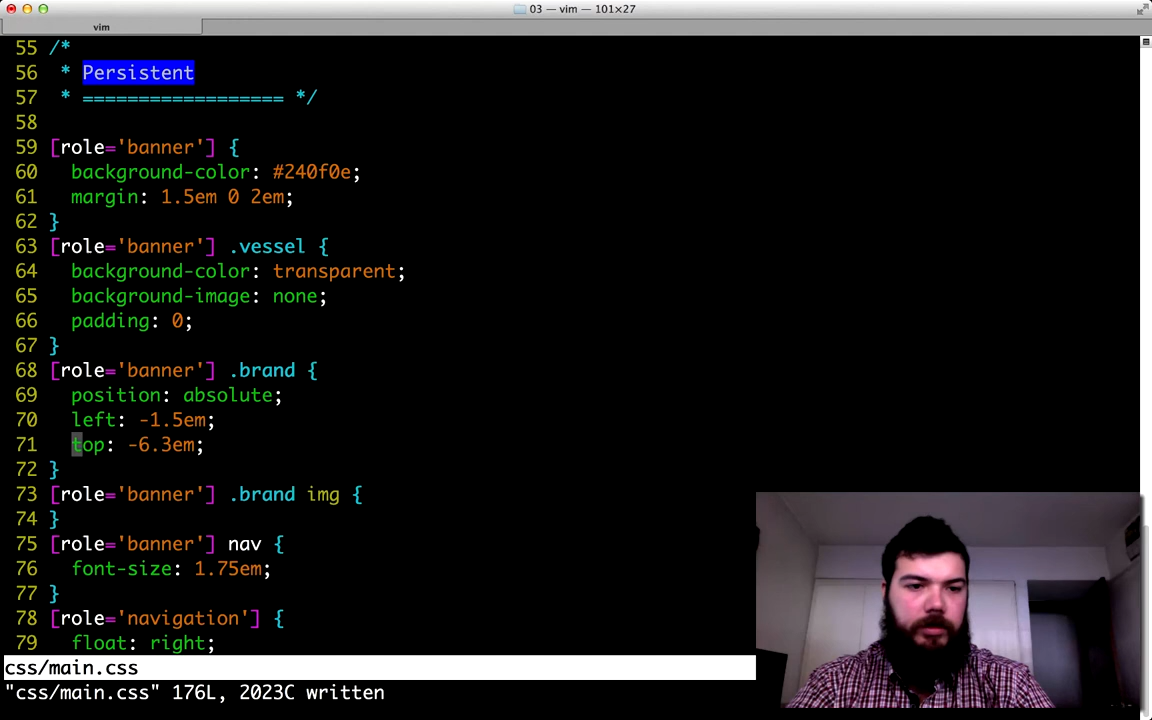 03 — vim — 101×27
vim
55 /*
56  * Persistent
57  * ================== */
58
59 [role='banner'] {
60   background-color: #240f0e;
61   margin: 1.5em 0 2em;
62 }
63 [role='banner'] .vessel {
64   background-color: transparent;
65   background-image: none;
66   padding: 0;
67 }
68 [role='banner'] .brand {
69   position: absolute;
70   left: -1.5em;
71   top: -6.3em;
72 }
73 [role='banner'] .brand img {
74 }
75 [role='banner'] nav {
76   font-size: 1.75em;
77 }
78 [role='navigation'] {
79   float: right;
css/main.css
"css/main.css" 176L, 2023C written